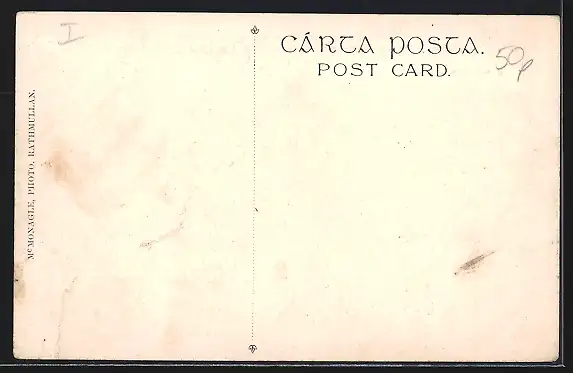 I
CÁRTA POSTA.
POST CARD.
50p
McMONAGLE, PHOTO, RATHMULLAN.